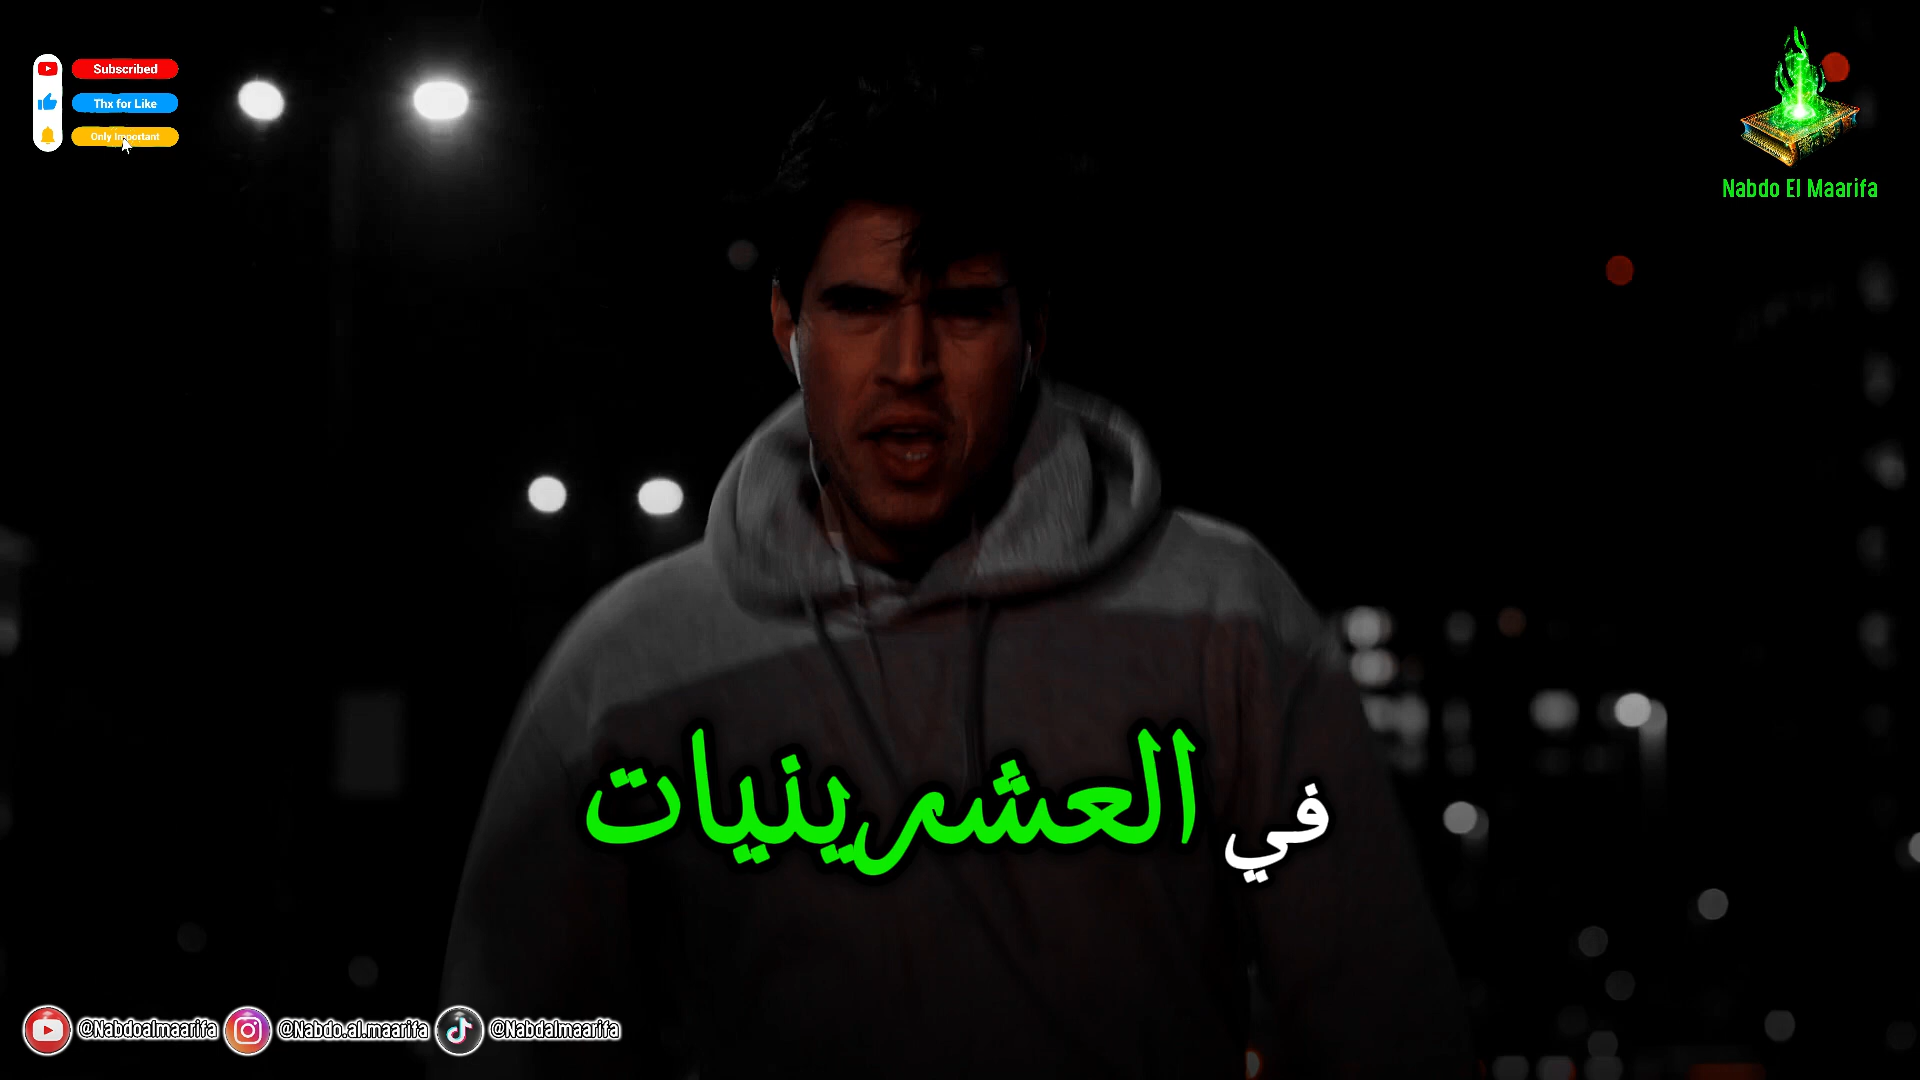 Subscribed
Thx for Like
Only Important
Nabdo El Maarifa
في العشرينيات
@Nabdoalmaarifa @Nabdo.al.maarifa @Nabdalmaarifa